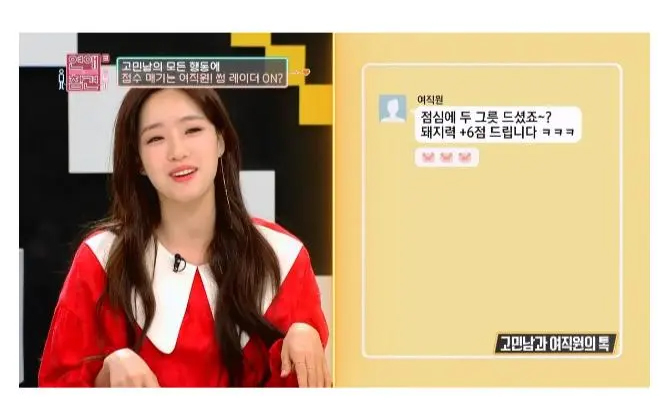 연애
참견
고민남의 모든 행동에
점수 매기는 여직원! 썸 레이더 ON?
여직원
점심에 두 그릇 드셨죠~?
돼지력 +6점 드립니다 ㅋㅋㅋ
고민남과 여직원의 톡